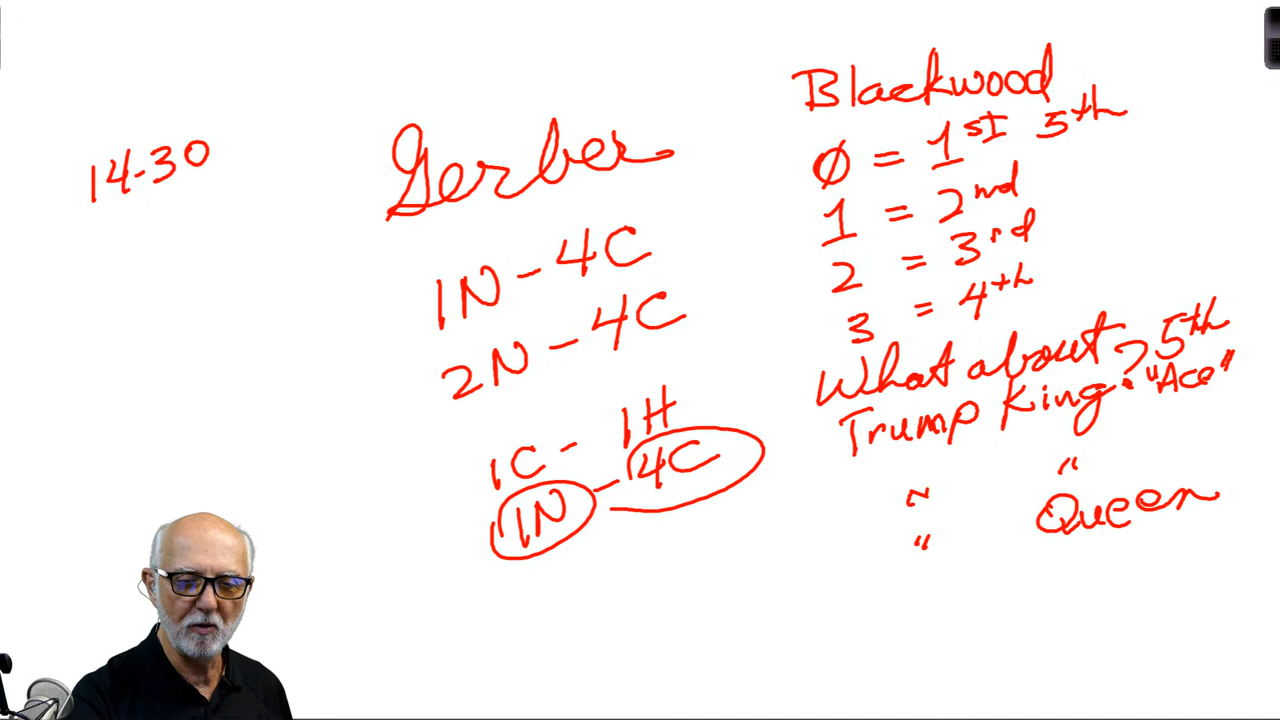 14-30
Gerber
1N - 4C
2N - 4C
1C - 1H
1N - 4C
Blackwood
0 = 1st 5th
1 = 2nd
2 = 3rd
3 = 4th
What about 5th
Trump King? "Ace"
" "
" Queen